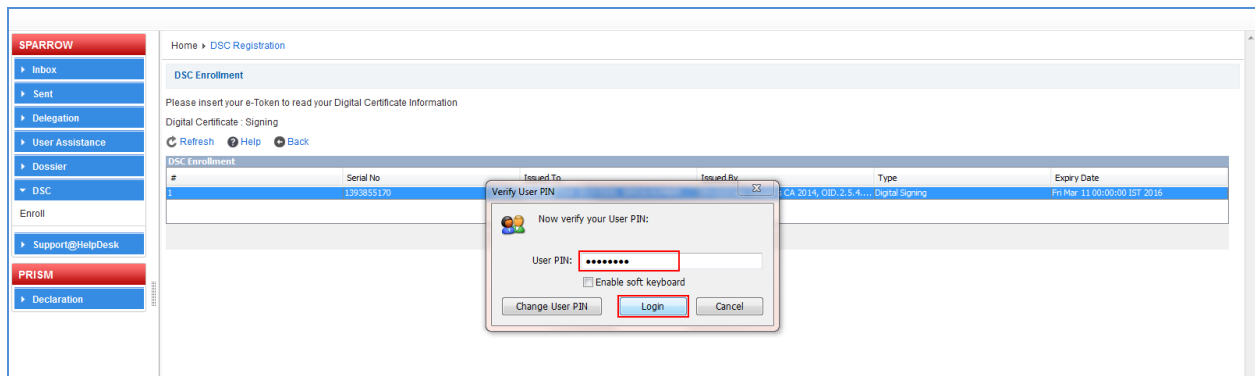 SPARROW
Inbox
Sent
Delegation
User Assistance
Dossier
DSC
Enroll
Support@HelpDesk
PRISM
Declaration
Home DSC Registration
DSC Enrollment
Please insert your e-Token to read your Digital Certificate Information
Digital Certificate : Signing
Refresh Help Back
DSC Enrollment
# Serial No Issued To Issued By Type Expiry Date
1 1393855170 CA 2014, OID.2.5.4.... Digital Signing Fri Mar 11 00:00:00 IST 2016
Verify User PIN
Now verify your User PIN:
User PIN: ••••••••
Enable soft keyboard
Change User PIN Login Cancel